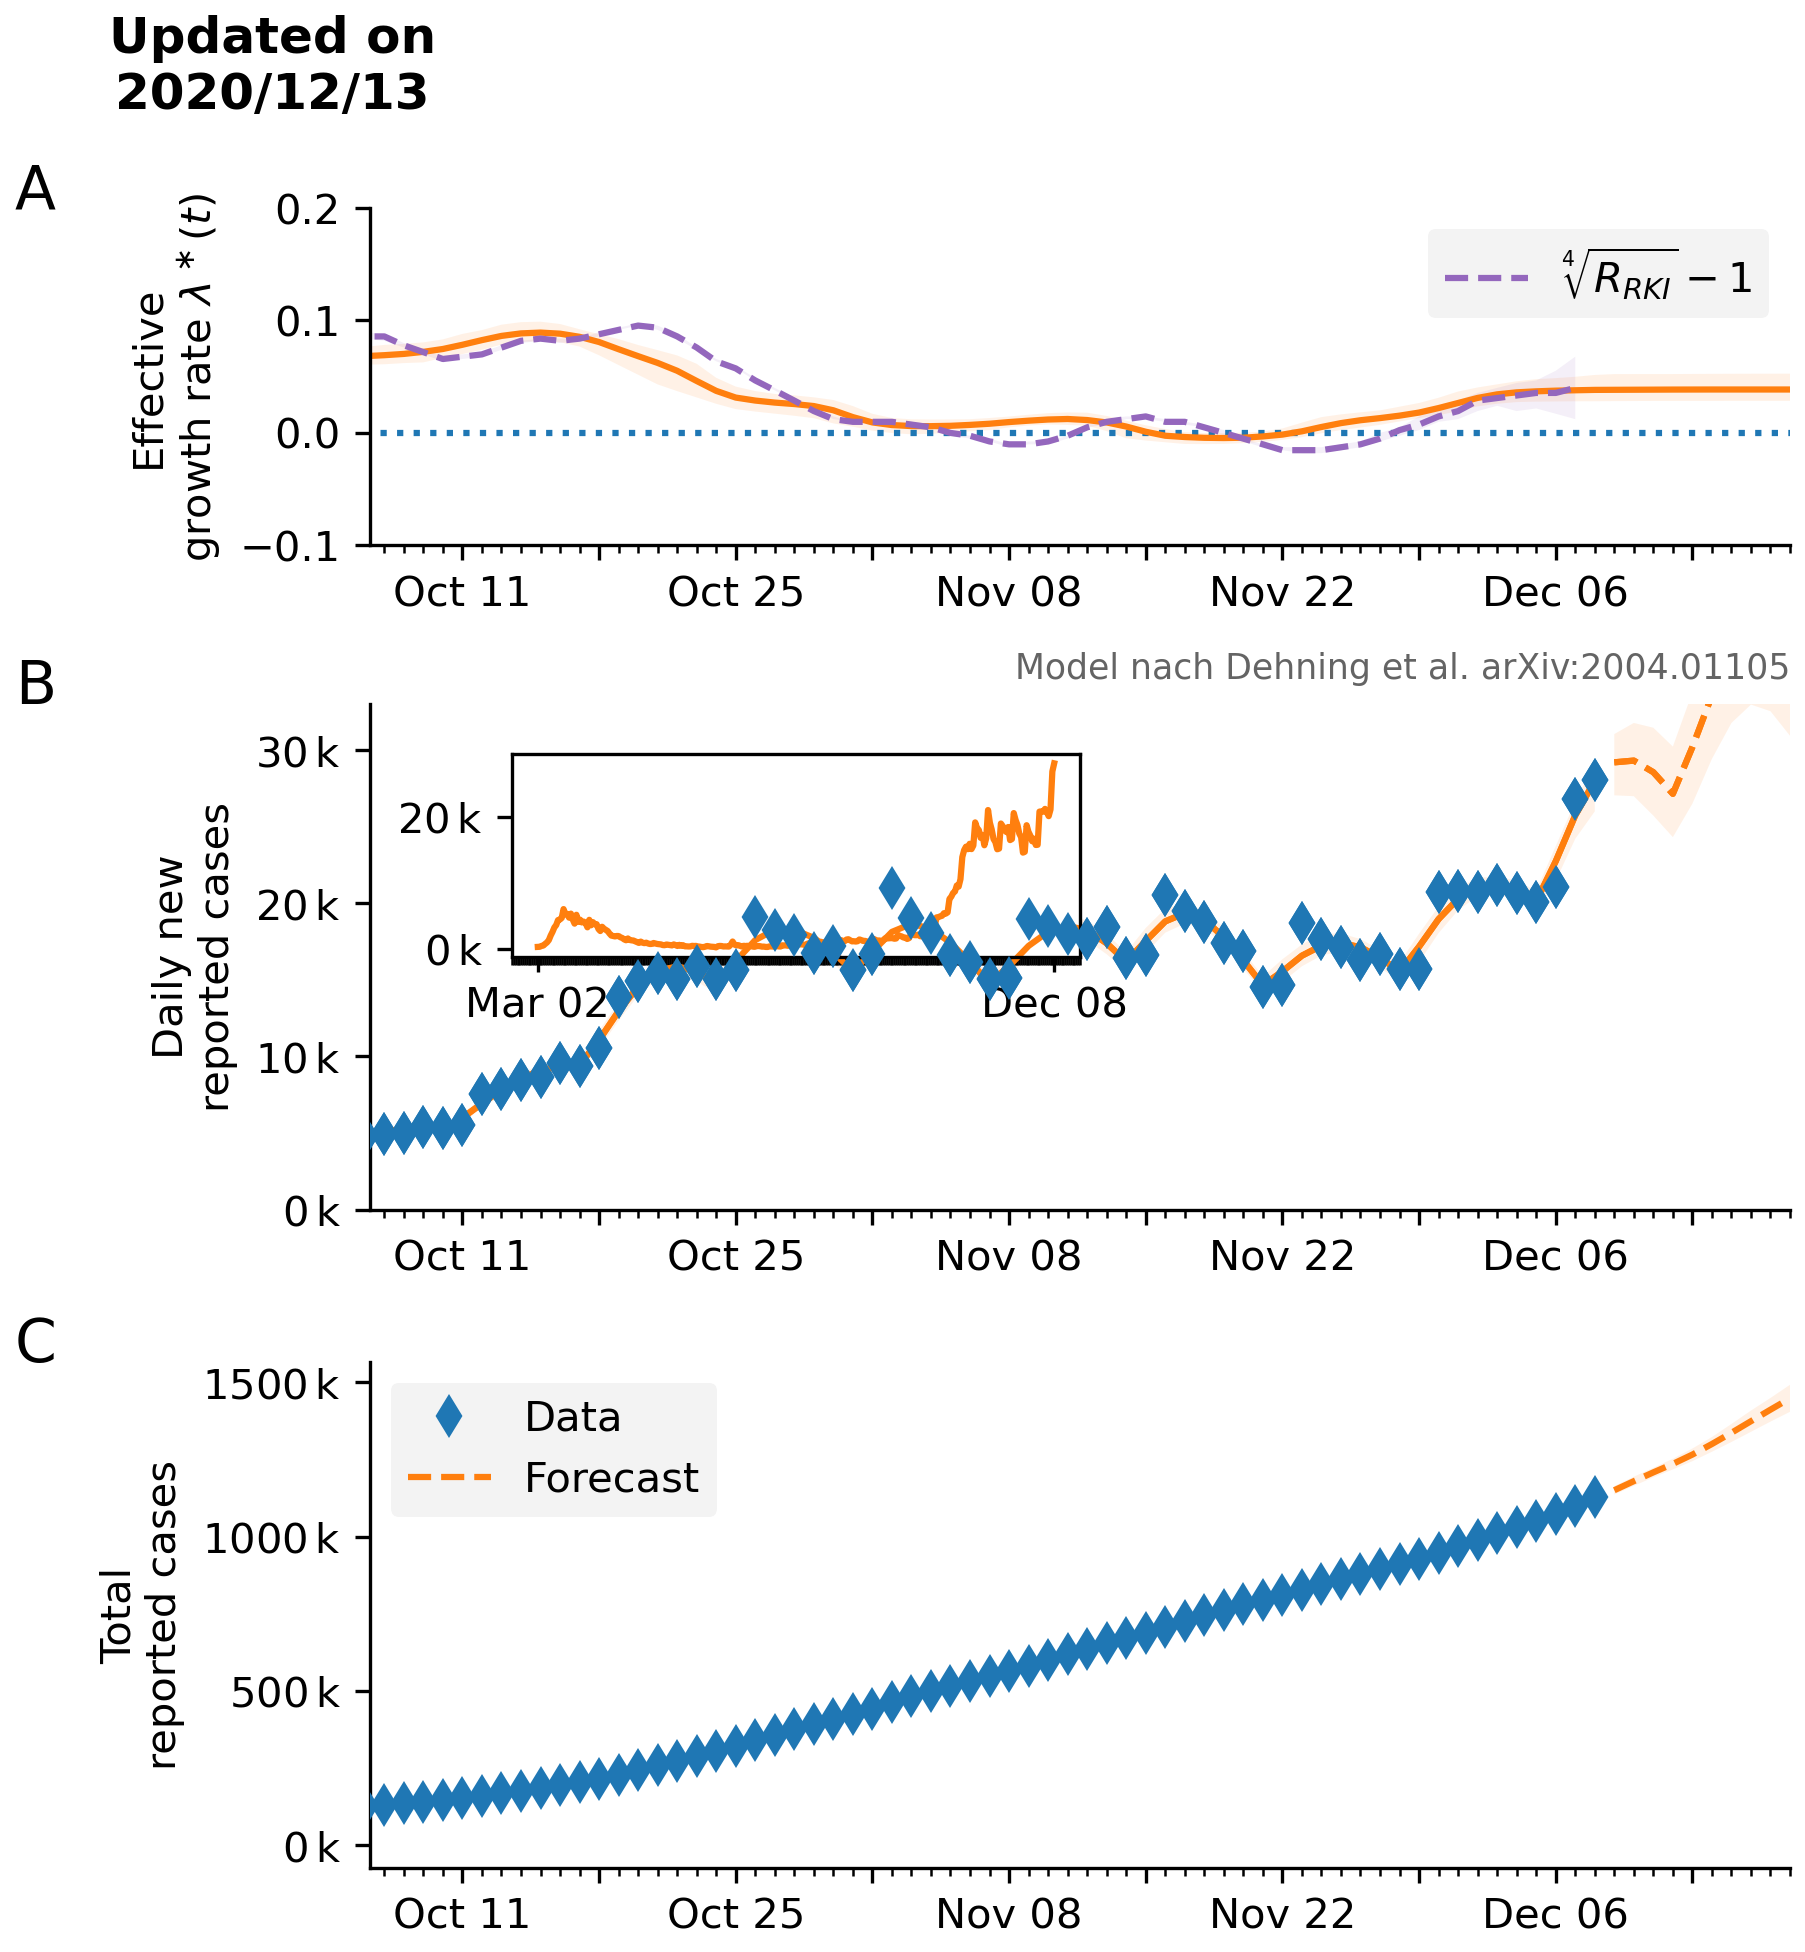 Updated on
2020/12/13
A
Effective
growth rate λ * (t)
0.2
0.1
0.0
−0.1
∜R_RKI − 1
Oct 11
Oct 25
Nov 08
Nov 22
Dec 06
Model nach Dehning et al. arXiv:2004.01105
B
Daily new
reported cases
30 k
20 k
10 k
0 k
20 k
0 k
Mar 02
Dec 08
Oct 11
Oct 25
Nov 08
Nov 22
Dec 06
C
Total
reported cases
1500 k
1000 k
500 k
0 k
Data
Forecast
Oct 11
Oct 25
Nov 08
Nov 22
Dec 06